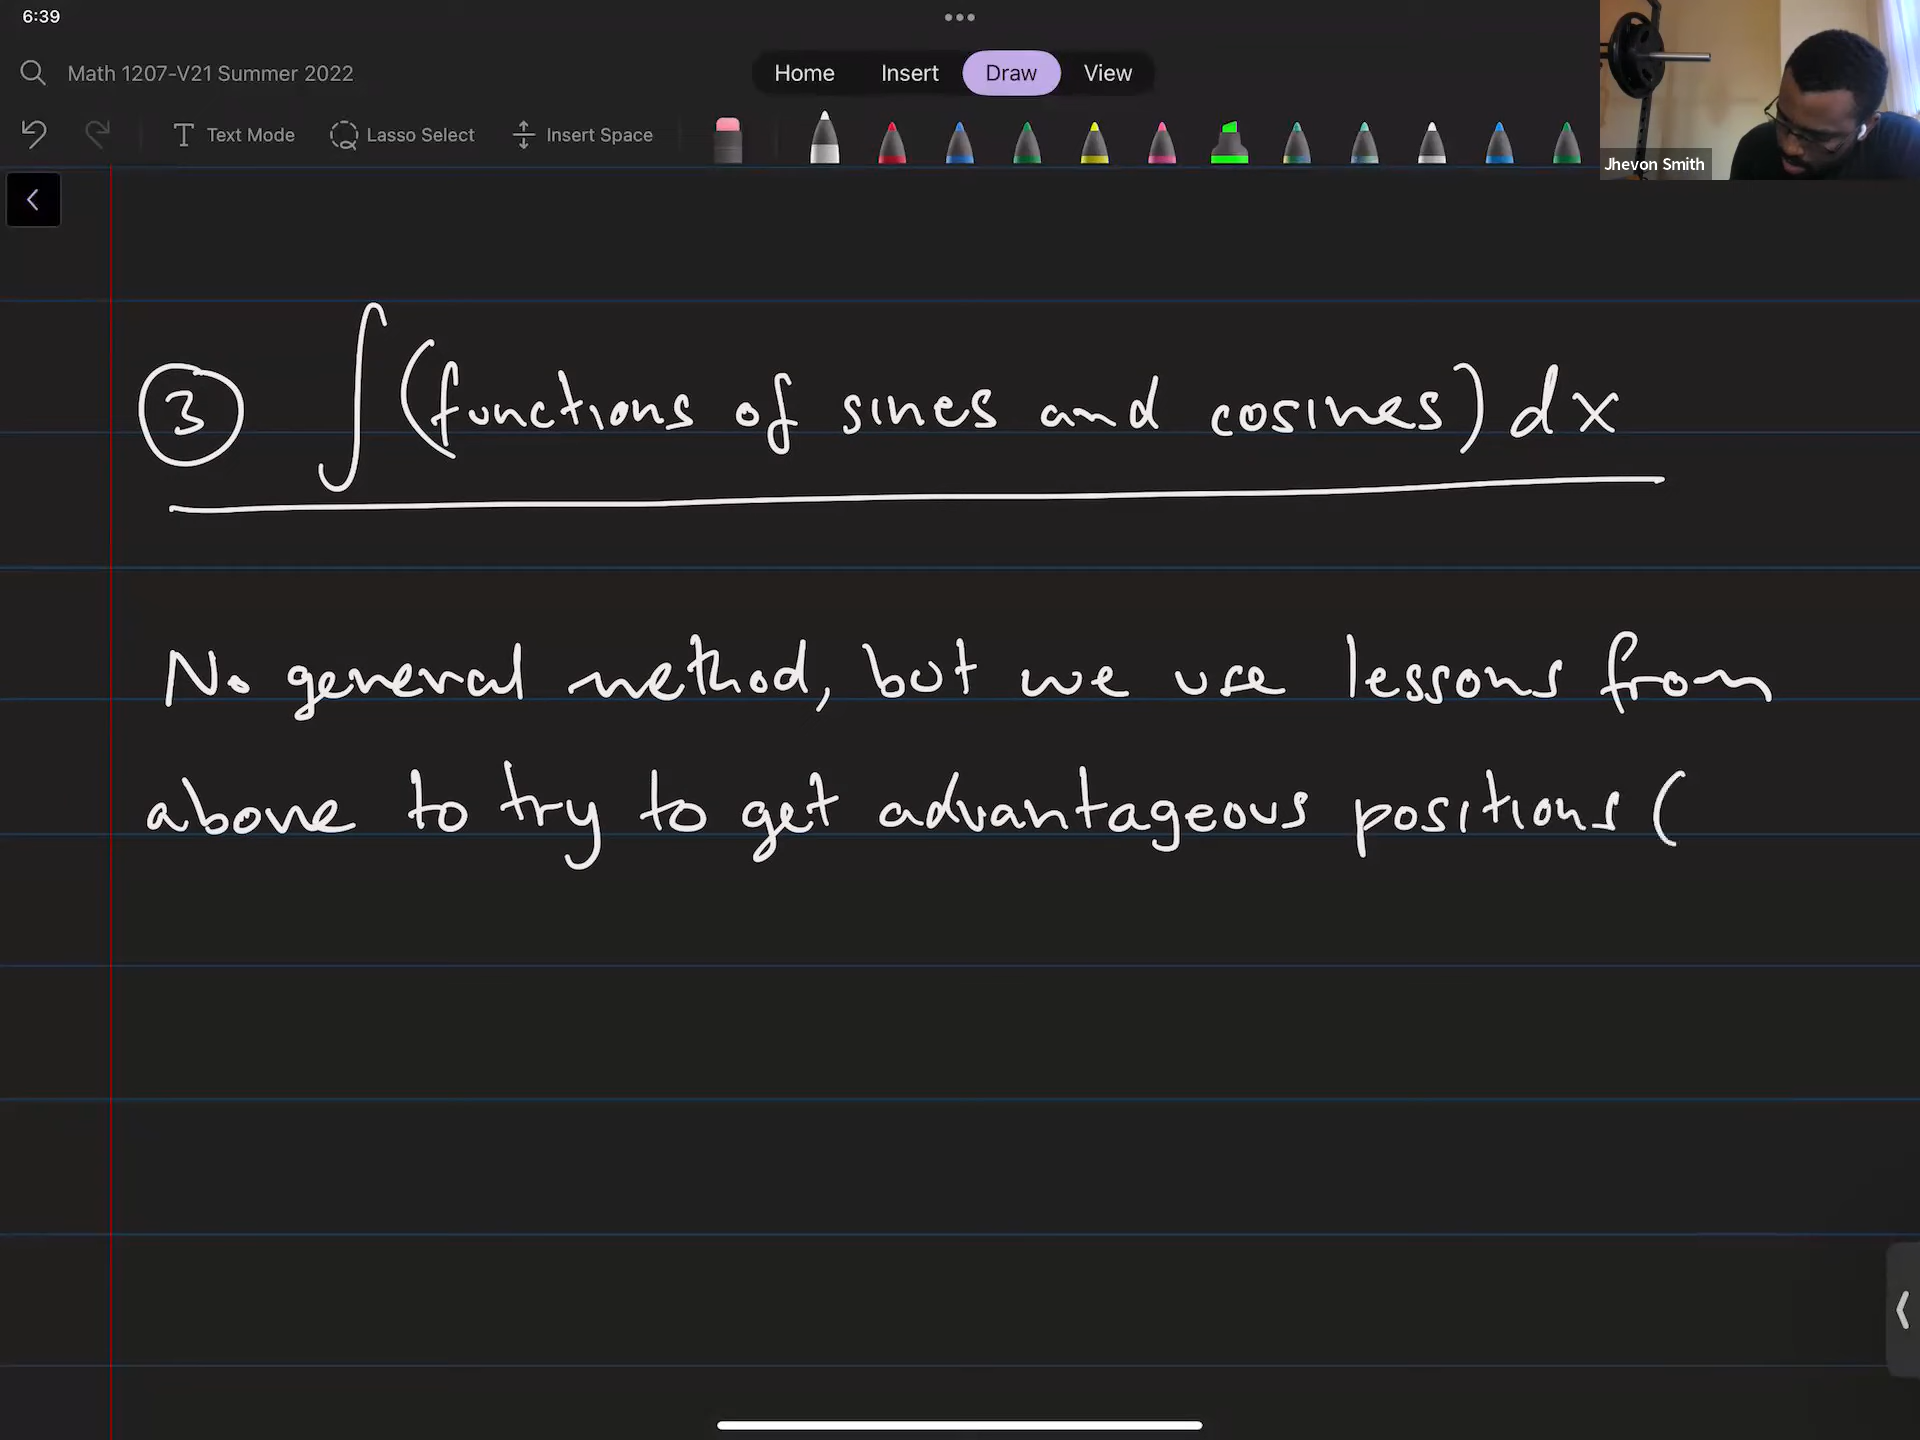 6:39
Math 1207-V21 Summer 2022
Home Insert Draw View
Text Mode Lasso Select Insert Space
Jhevon Smith
③ ∫(functions of sines and cosines) dx
No general method, but we use lessons from
above to try to get advantageous positions (